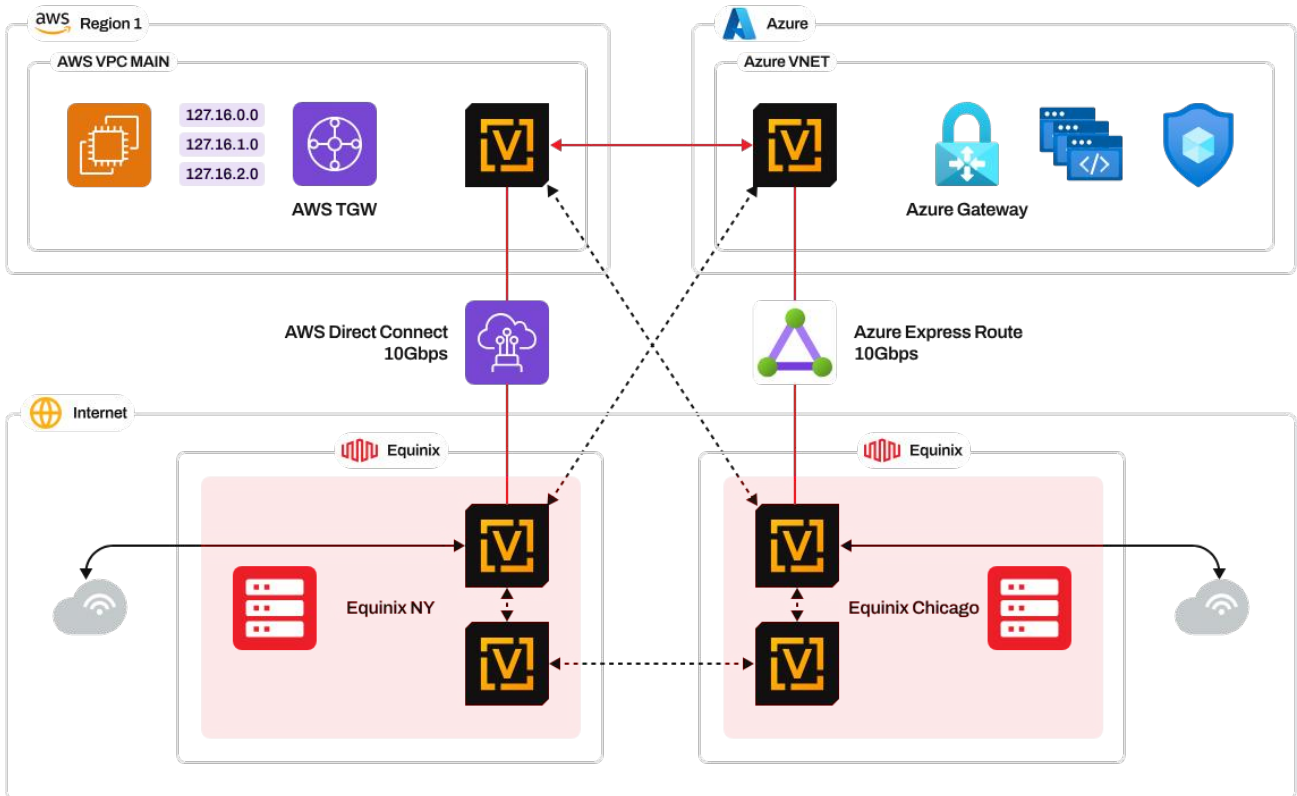 aws
Region 1
Azure
AWS VPC MAIN
Azure VNET
127.16.0.0
127.16.1.0
127.16.2.0
V
V
AWS TGW
Azure Gateway
AWS Direct Connect
10Gbps
Azure Express Route
10Gbps
Internet
Equinix
Equinix
V
V
Equinix NY
Equinix Chicago
V
V